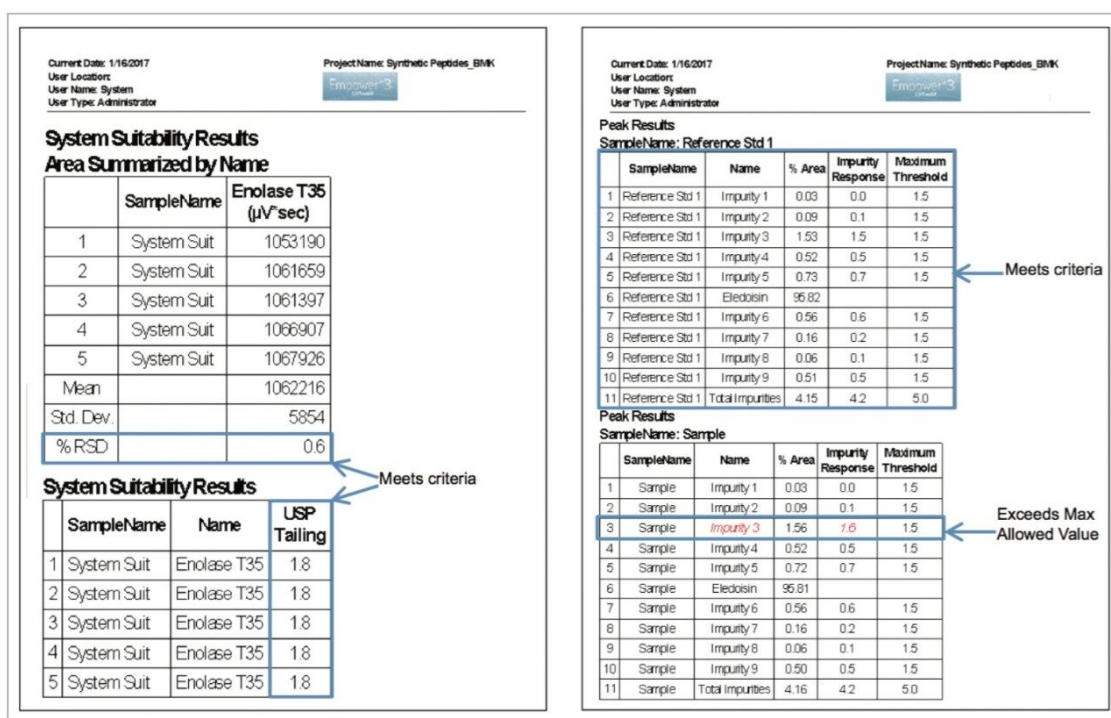 Current Date: 1/16/2017 Project Name: Synthetic Peptides_BMK
User Location:
User Name: System
User Type: Administrator
Empower™3
System Suitability Results
Area Summarized by Name
SampleName Enolase T35 (µV*sec)
1 System Suit 1053190
2 System Suit 1061659
3 System Suit 1061397
4 System Suit 1066907
5 System Suit 1067926
Mean 1062216
Std. Dev. 5854
% RSD 0.6
Meets criteria
System Suitability Results
SampleName Name USP Tailing
1 System Suit Enolase T35 1.8
2 System Suit Enolase T35 1.8
3 System Suit Enolase T35 1.8
4 System Suit Enolase T35 1.8
5 System Suit Enolase T35 1.8
Current Date: 1/16/2017 Project Name: Synthetic Peptides_BMK
User Location:
User Name: System
User Type: Administrator
Empower™3
Peak Results
SampleName: Reference Std 1
SampleName Name % Area Impurity Response Maximum Threshold
1 Reference Std 1 Impurity 1 0.03 0.0 1.5
2 Reference Std 1 Impurity 2 0.09 0.1 1.5
3 Reference Std 1 Impurity 3 1.53 1.5 1.5
4 Reference Std 1 Impurity 4 0.52 0.5 1.5
5 Reference Std 1 Impurity 5 0.73 0.7 1.5
6 Reference Std 1 Eledoisin 95.82
7 Reference Std 1 Impurity 6 0.56 0.6 1.5
8 Reference Std 1 Impurity 7 0.16 0.2 1.5
9 Reference Std 1 Impurity 8 0.06 0.1 1.5
10 Reference Std 1 Impurity 9 0.51 0.5 1.5
11 Reference Std 1 Total Impurities 4.15 4.2 5.0
Meets criteria
Peak Results
SampleName: Sample
SampleName Name % Area Impurity Response Maximum Threshold
1 Sample Impurity 1 0.03 0.0 1.5
2 Sample Impurity 2 0.09 0.1 1.5
3 Sample Impurity 3 1.56 1.6 1.5
4 Sample Impurity 4 0.52 0.5 1.5
5 Sample Impurity 5 0.72 0.7 1.5
6 Sample Eledoisin 95.81
7 Sample Impurity 6 0.56 0.6 1.5
8 Sample Impurity 7 0.16 0.2 1.5
9 Sample Impurity 8 0.06 0.1 1.5
10 Sample Impurity 9 0.50 0.5 1.5
11 Sample Total Impurities 4.16 4.2 5.0
Exceeds Max
Allowed Value